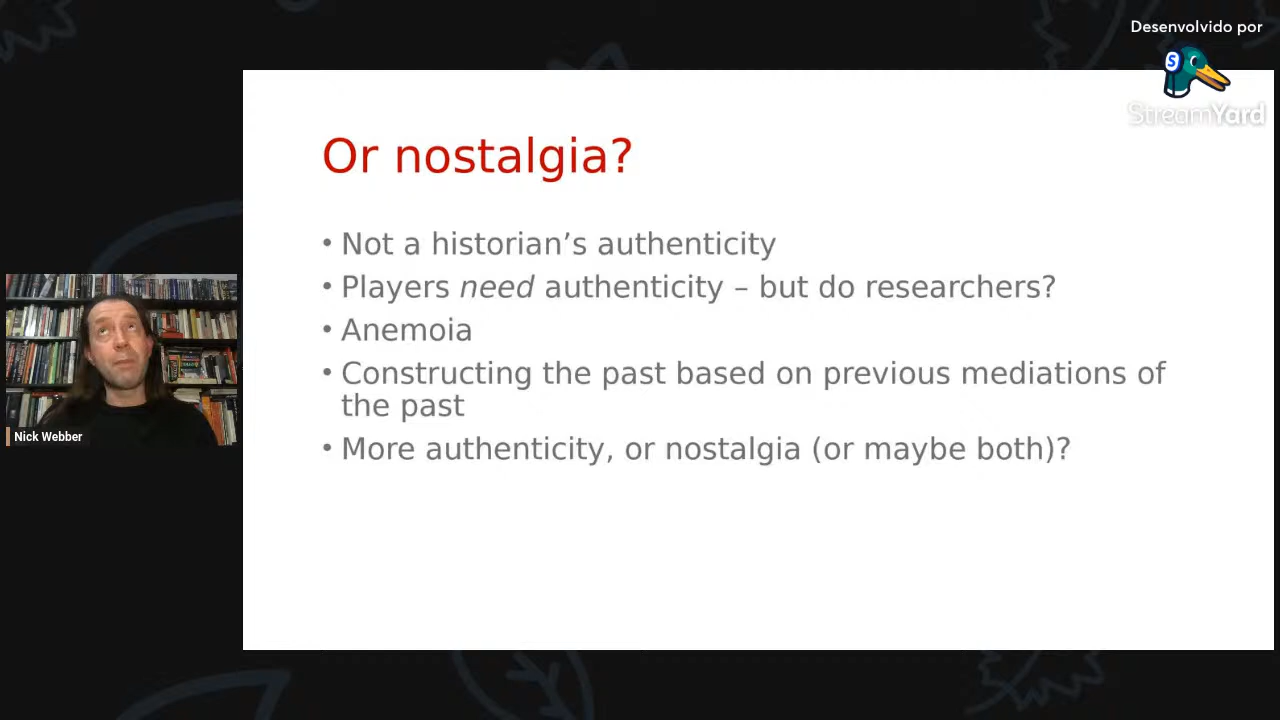 Desenvolvido por
StreamYard
Or nostalgia?
• Not a historian’s authenticity
• Players need authenticity – but do researchers?
• Anemoia
• Constructing the past based on previous mediations of
the past
• More authenticity, or nostalgia (or maybe both)?
Nick Webber